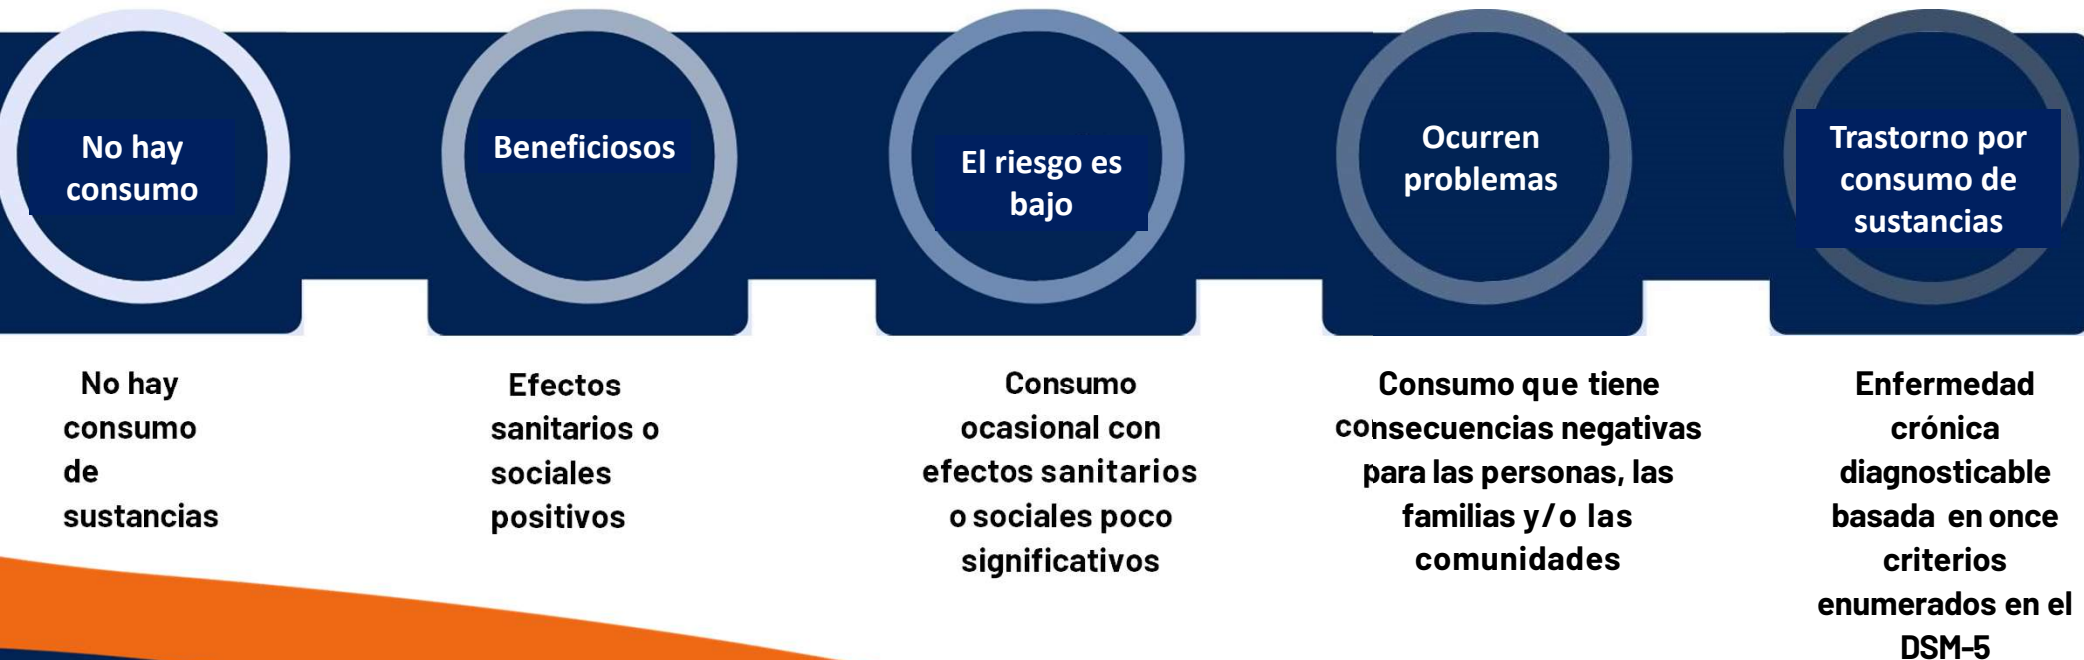 No hay
consumo
Beneficiosos
El riesgo es
bajo
Ocurren
problemas
Trastorno por
consumo de
sustancias
No hay
consumo
de
sustancias
Efectos
sanitarios o
sociales
positivos
Consumo
ocasional con
efectos sanitarios
o sociales poco
significativos
Consumo que tiene
consecuencias negativas
para las personas, las
familias y/o las
comunidades
Enfermedad
crónica
diagnosticable
basada en once
criterios
enumerados en el
DSM-5